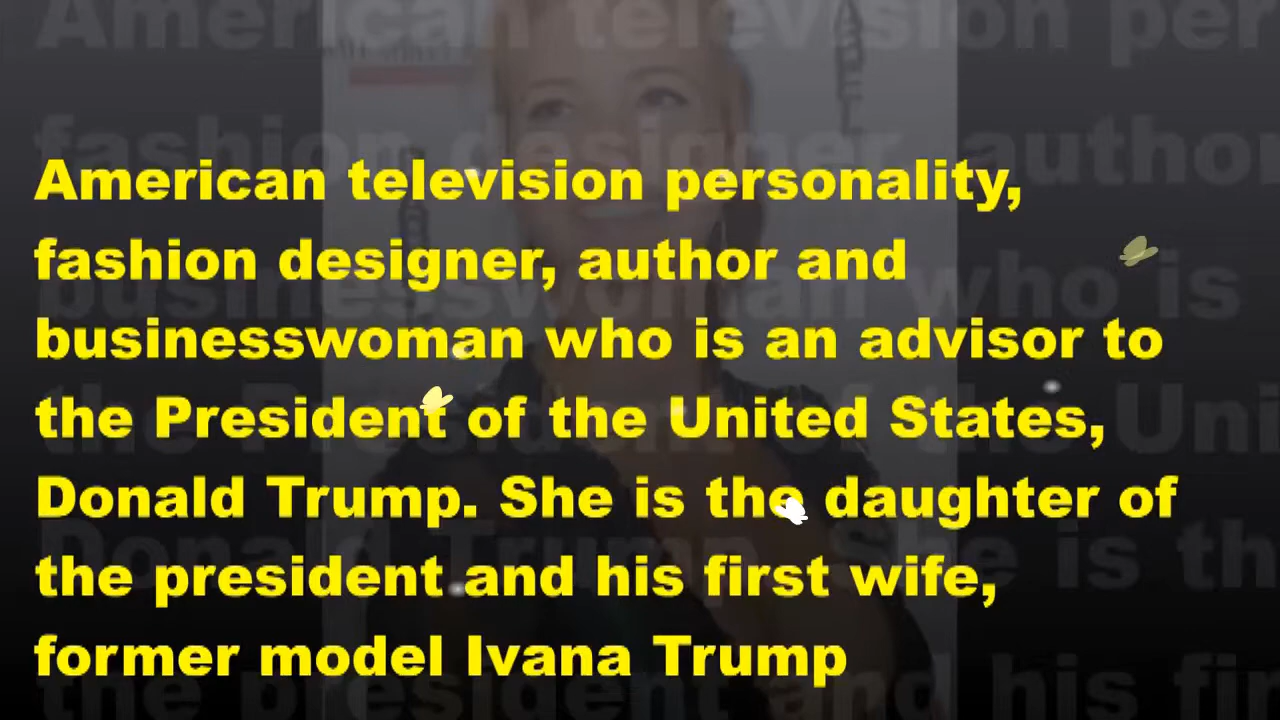 American television personality,
fashion designer, author and
businesswoman who is an advisor to
the President of the United States,
Donald Trump. She is the daughter of
the president and his first wife,
former model Ivana Trump